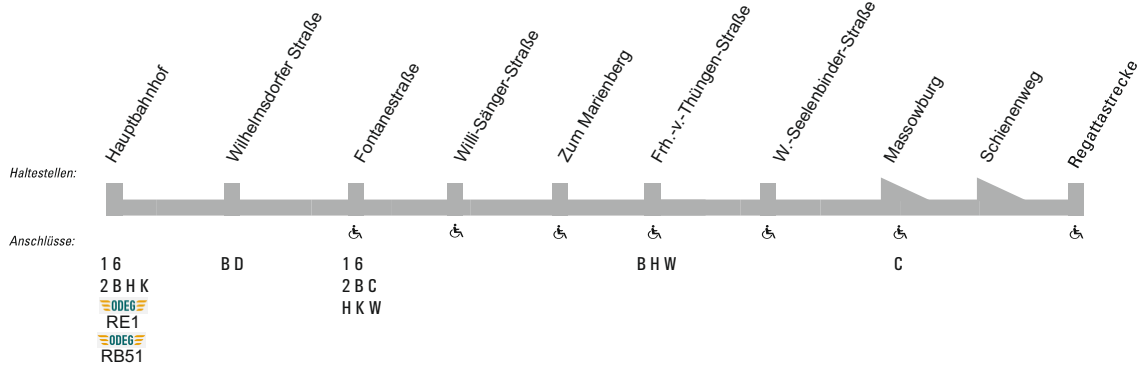 Hauptbahnhof
Wilhelmsdorfer Straße
Fontanestraße
Willi-Sänger-Straße
Zum Marienberg
Frh.-v.-Thüngen-Straße
W.-Seelenbinder-Straße
Massowburg
Schienenweg
Regattastrecke
Haltestellen:
Anschlüsse:
1 6
2 B H K
ODEG
RE1
ODEG
RB51
B D
1 6
2 B C
H K W
B H W
C